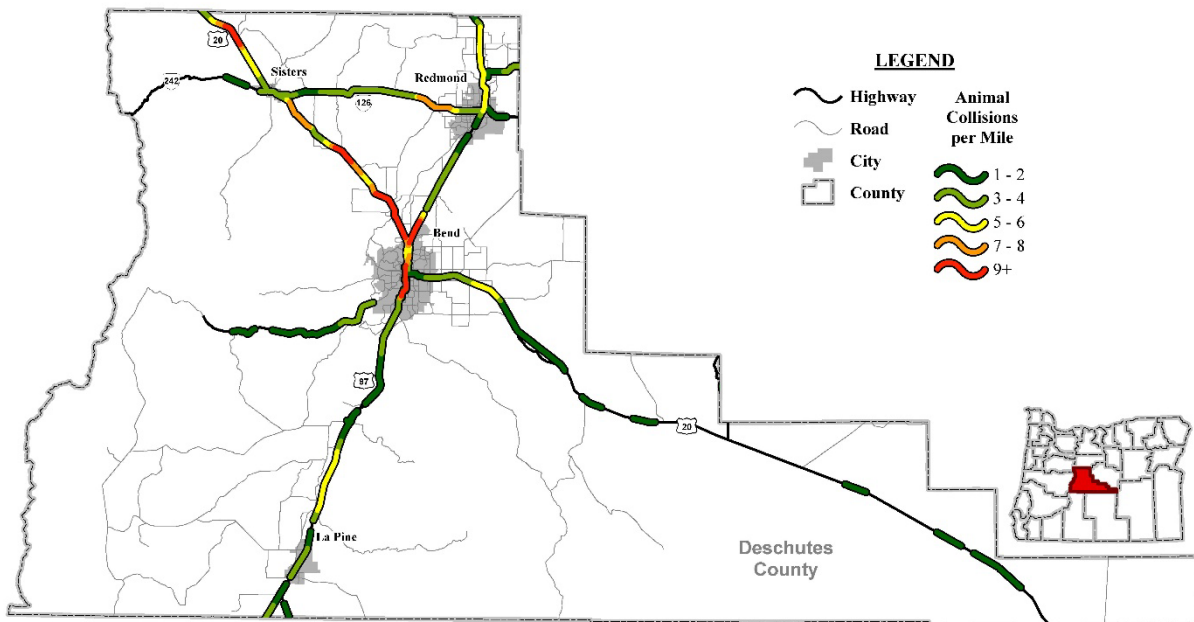 20
Sisters
Redmond
242
126
Bend
97
20
La Pine
Deschutes
County
LEGEND
Highway
Road
City
County
Animal
Collisions
per Mile
1 - 2
3 - 4
5 - 6
7 - 8
9+